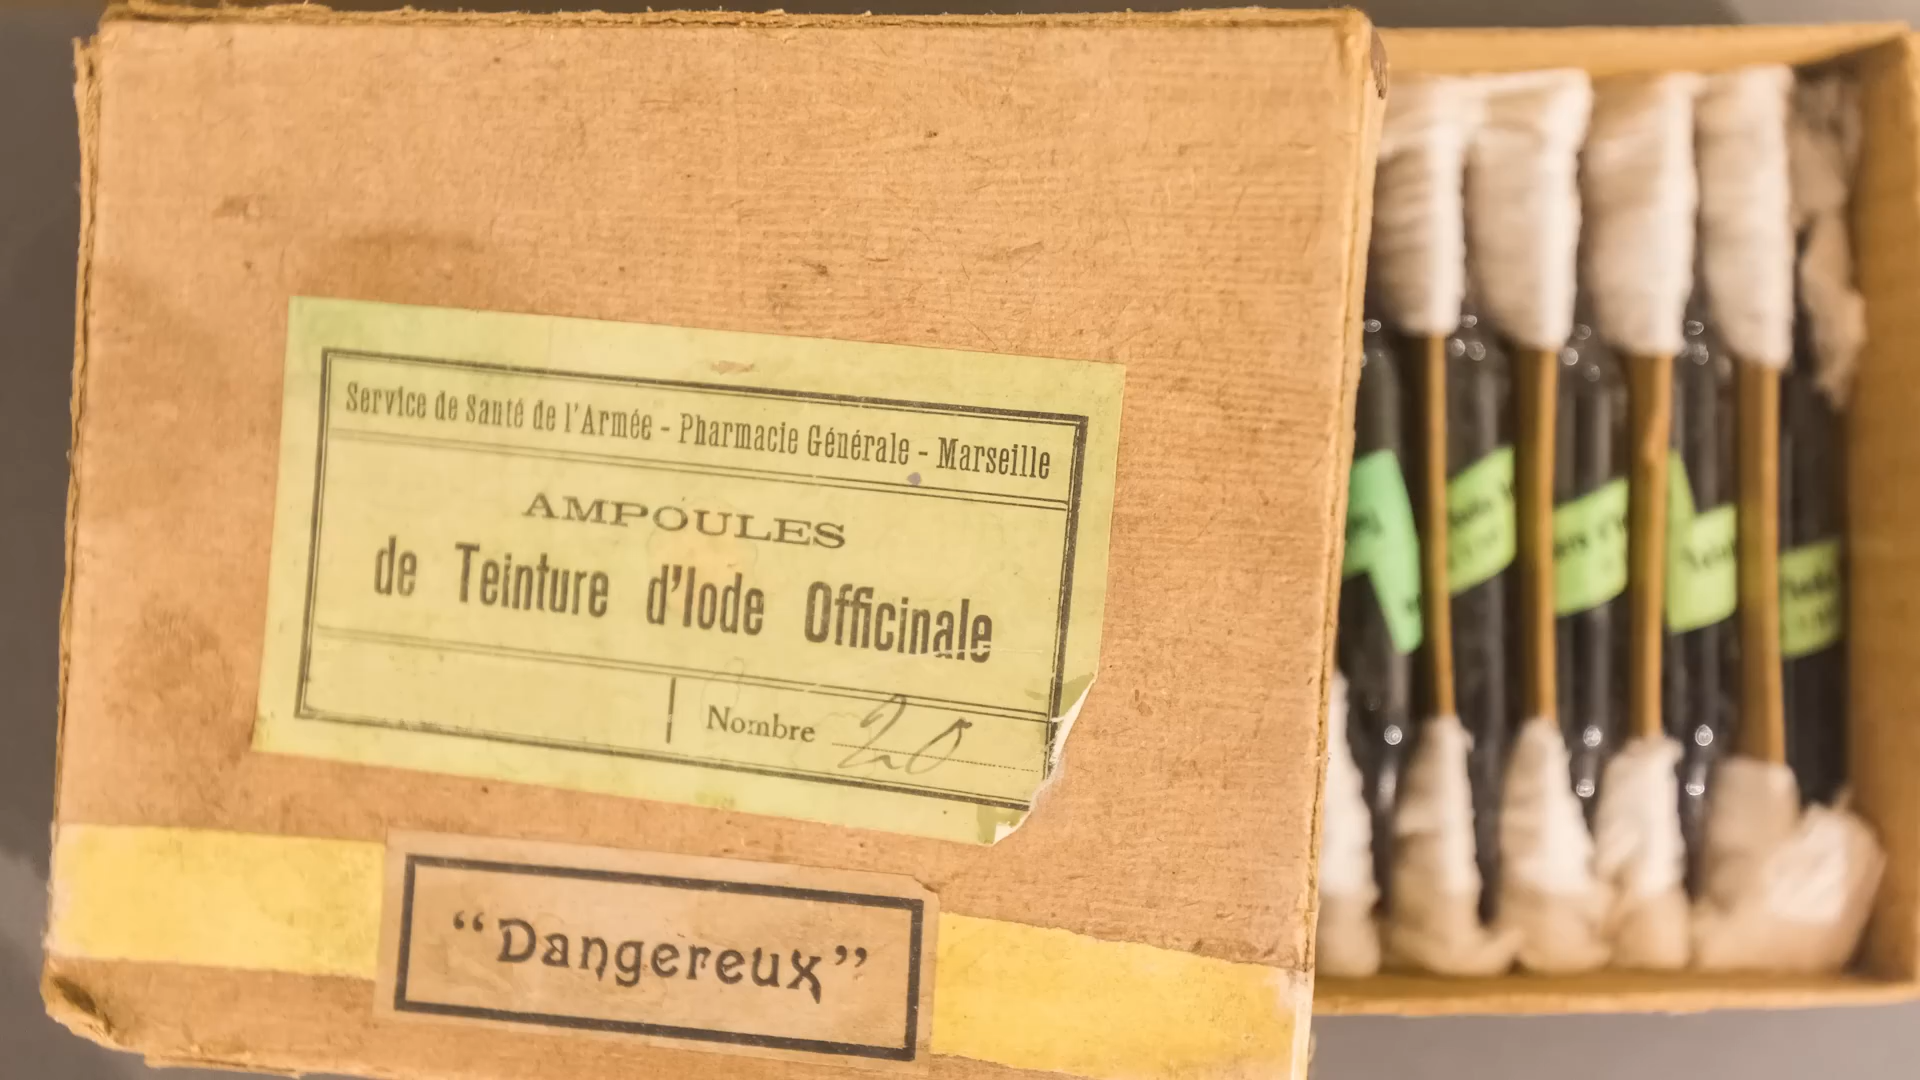 Service de Santé de l'Armée - Pharmacie Générale - Marseille
AMPOULES
de Teinture d'Iode Officinale
Nombre 20
“Dangereux”